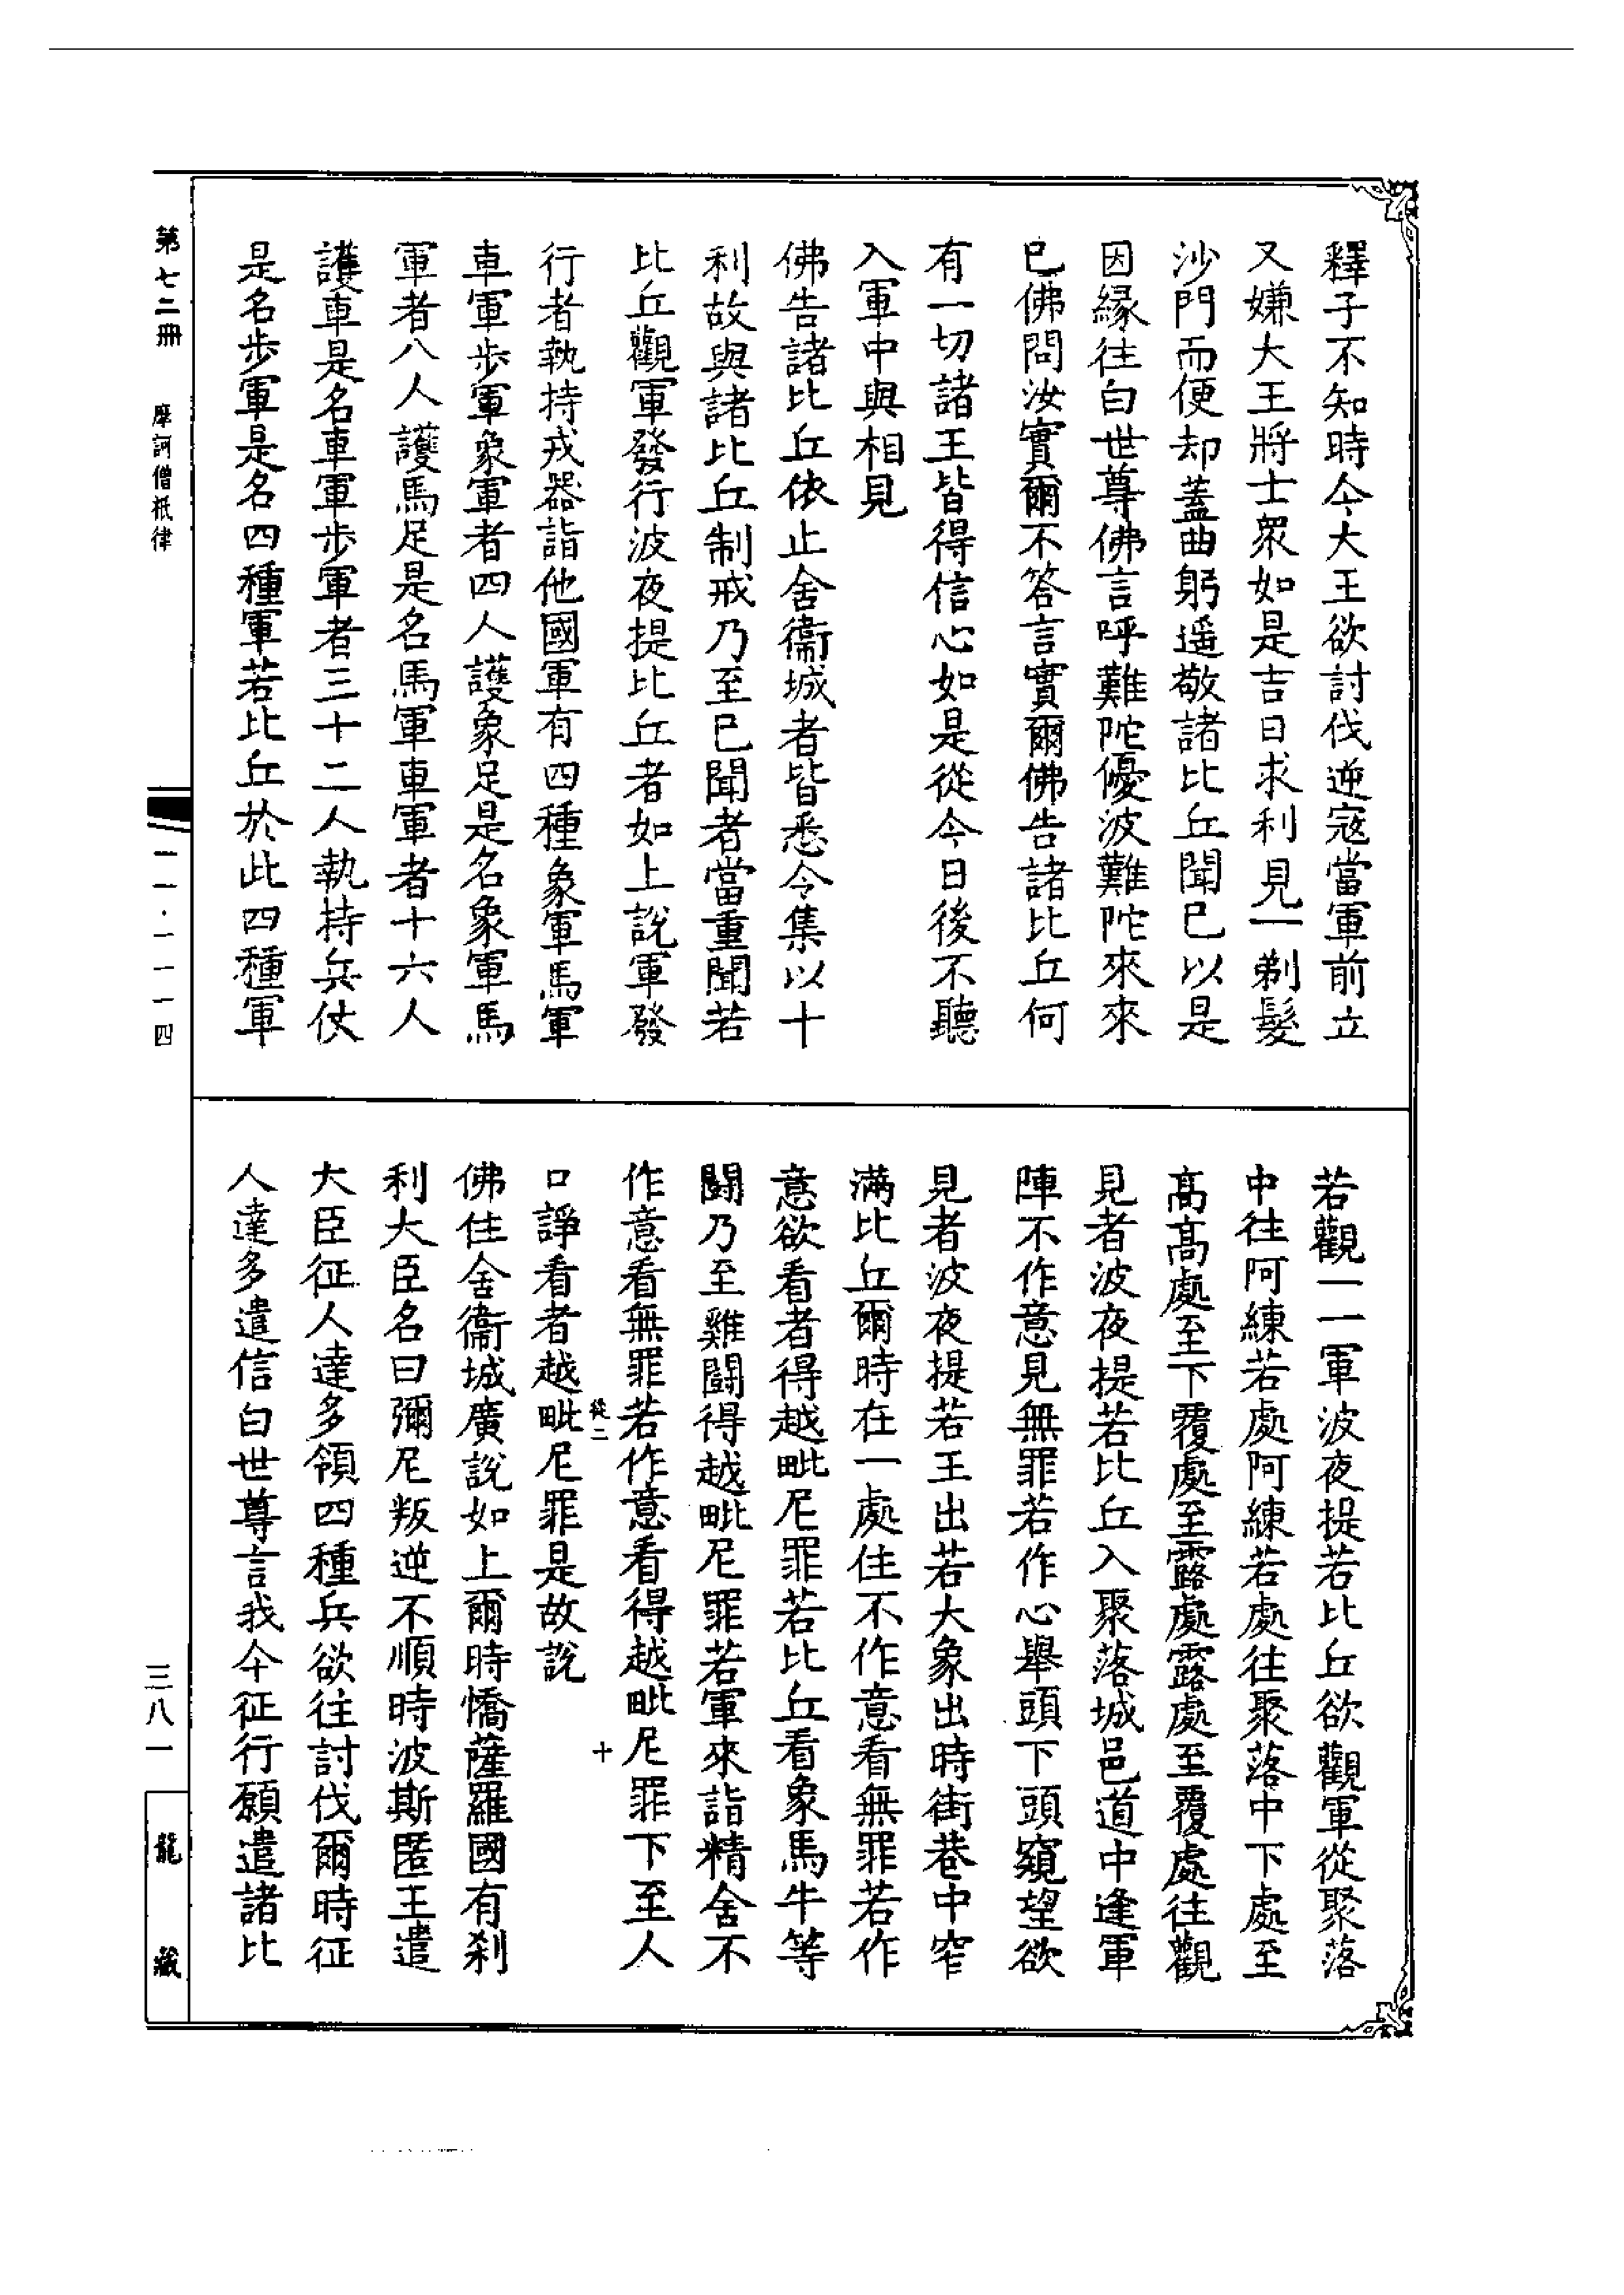 釋子不知時今大王欲討伐逆寇當軍前立
又嫌大王將士衆如是吉日求利見一剃髮
沙門而便却蓋曲躬遥敬諸比丘聞已以是
因緣往白世尊佛言呼難陀優波難陀來來
已佛問汝實爾不答言實爾佛告諸比丘何
有一切諸王皆得信心如是從今日後不聽
入軍中與相見
佛告諸比丘依止舍衞城者皆悉令集以十
利故與諸比丘制戒乃至已聞者當重聞若
比丘觀軍發行波夜提比丘者如上說軍發
行者執持戎器詣他國軍有四種象軍馬軍
車軍步軍象軍者四人護象足是名象軍馬
軍者八人護馬足是名馬軍車軍者十六人
護車是名車軍步軍者三十二人執持兵仗
是名步軍是名四種軍若比丘於此四種軍
若觀一一軍波夜提若比丘欲觀軍從聚落
中往阿練若處阿練若處往聚落中下處至
高高處至下覆處至露處露處至覆處往觀
見者波夜提若比丘入聚落城邑道中逢軍
陣不作意見無罪若作心舉頭下頭窺望欲
見者波夜提若王出若大象出時街巷中窄
滿比丘爾時在一處住不作意看無罪若作
意欲看者得越毗尼罪若比丘看象馬牛等
鬪乃至雞鬪得越毗尼罪若軍來詣精舍不
作意看無罪若作意看得越毗尼罪下至人
口諍看者越毗尼罪是故說
佛住舍衞城廣說如上爾時憍薩羅國有刹
利大臣名曰彌尼叛逆不順時波斯匿王遣
大臣征人達多領四種兵欲往討伐爾時征
人達多遣信白世尊言我今征行願遣諸比
第七二冊 摩訶僧祇律
一一·一一一四
三八一
龍藏
十